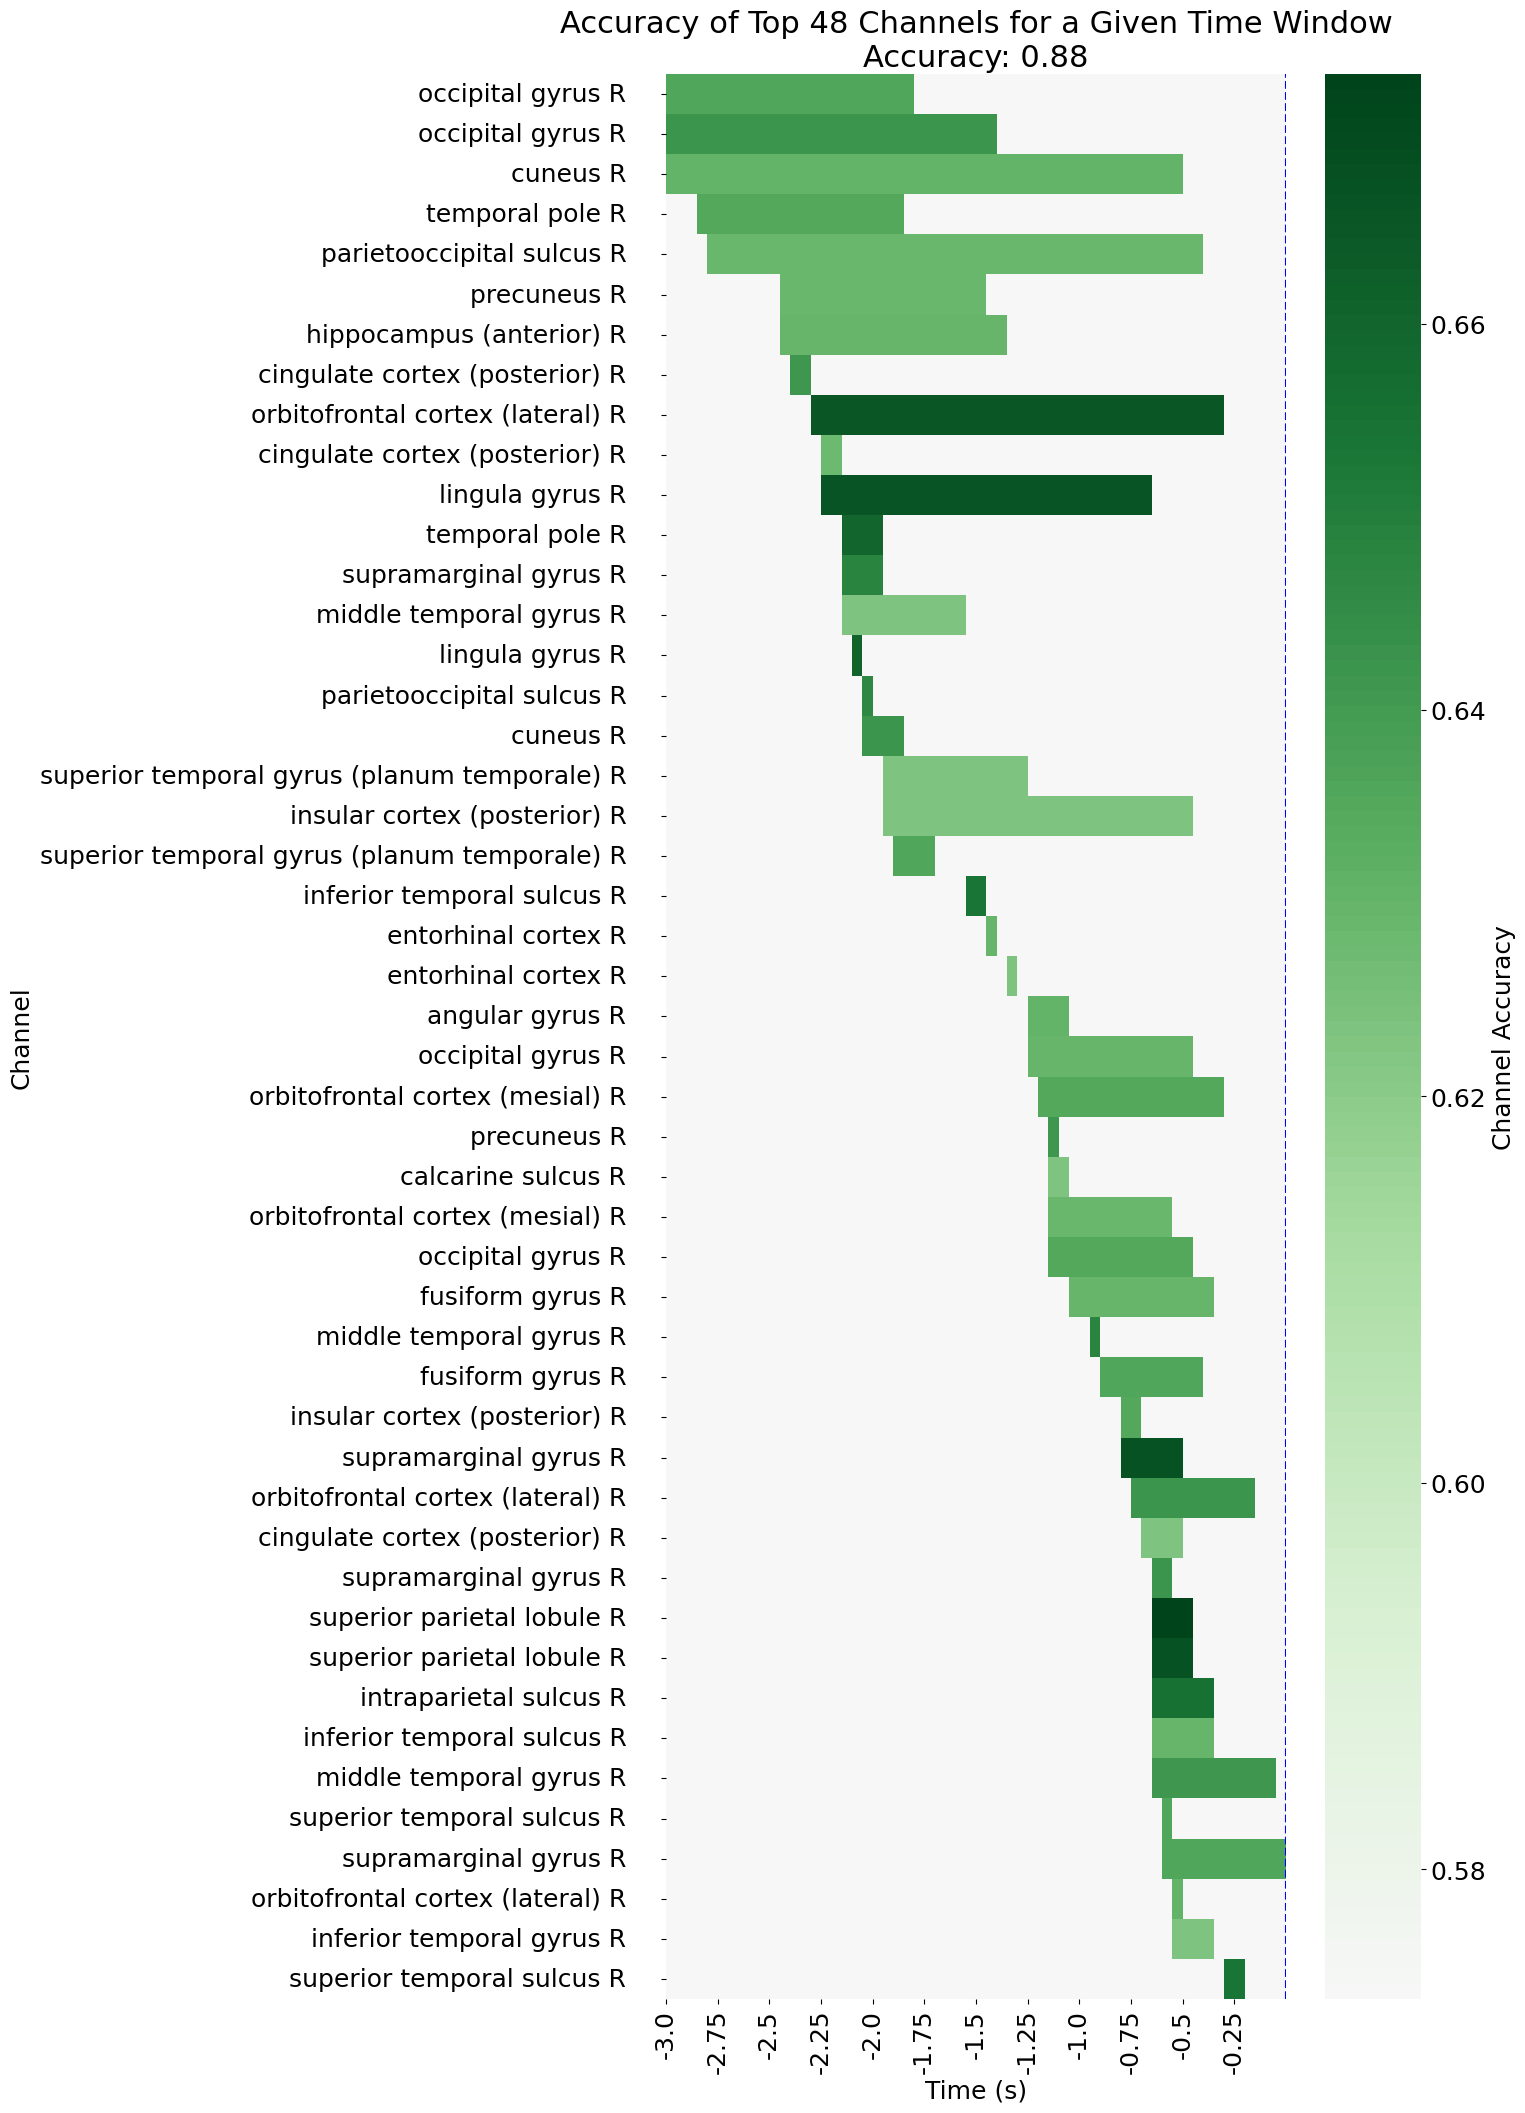 Accuracy of Top 48 Channels for a Given Time Window
Accuracy: 0.88
occipital gyrus R
occipital gyrus R
cuneus R
temporal pole R
parietooccipital sulcus R
precuneus R
hippocampus (anterior) R
cingulate cortex (posterior) R
orbitofrontal cortex (lateral) R
cingulate cortex (posterior) R
lingula gyrus R
temporal pole R
supramarginal gyrus R
middle temporal gyrus R
lingula gyrus R
parietooccipital sulcus R
cuneus R
superior temporal gyrus (planum temporale) R
insular cortex (posterior) R
superior temporal gyrus (planum temporale) R
inferior temporal sulcus R
entorhinal cortex R
entorhinal cortex R
angular gyrus R
occipital gyrus R
orbitofrontal cortex (mesial) R
precuneus R
calcarine sulcus R
orbitofrontal cortex (mesial) R
occipital gyrus R
fusiform gyrus R
middle temporal gyrus R
fusiform gyrus R
insular cortex (posterior) R
supramarginal gyrus R
orbitofrontal cortex (lateral) R
cingulate cortex (posterior) R
supramarginal gyrus R
superior parietal lobule R
superior parietal lobule R
intraparietal sulcus R
inferior temporal sulcus R
middle temporal gyrus R
superior temporal sulcus R
supramarginal gyrus R
orbitofrontal cortex (lateral) R
inferior temporal gyrus R
superior temporal sulcus R
Channel
-3.0
-2.75
-2.5
-2.25
-2.0
-1.75
-1.5
-1.25
-1.0
-0.75
-0.5
-0.25
Time (s)
0.66
0.64
0.62
0.60
0.58
Channel Accuracy